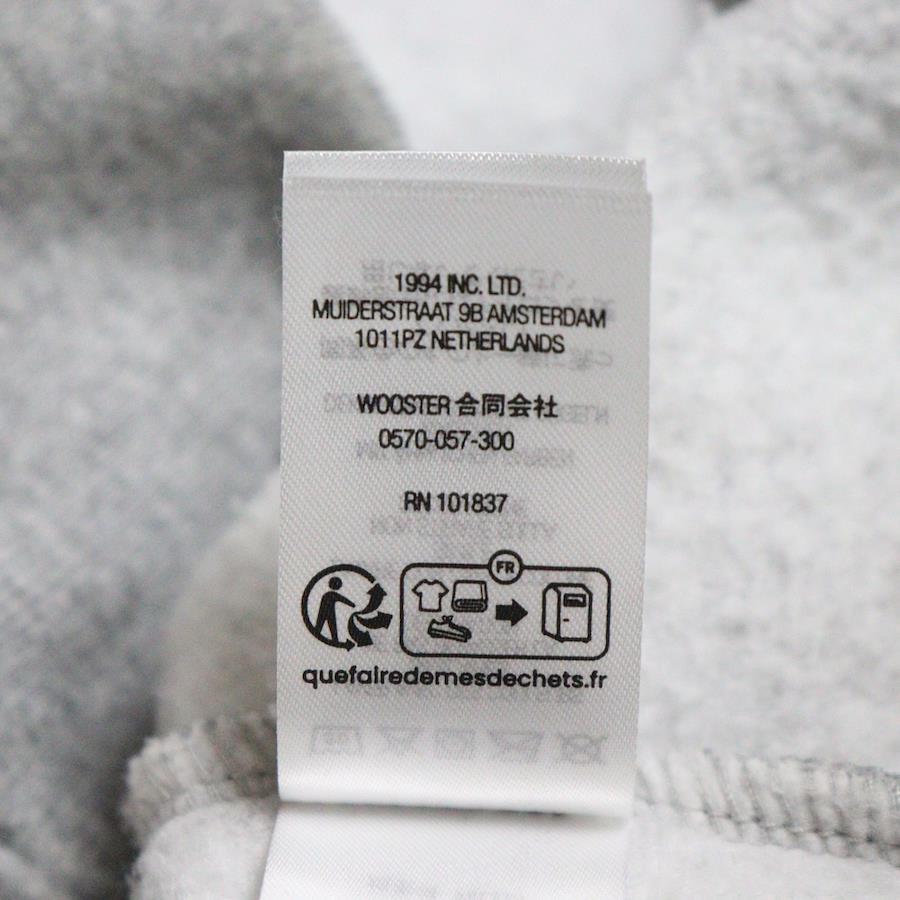 1994 INC. LTD.
MUIDERSTRAAT 9B AMSTERDAM
1011PZ NETHERLANDS
WOOSTER 合同会社
0570-057-300
RN 101837
FR
quefairedemesdechets.fr